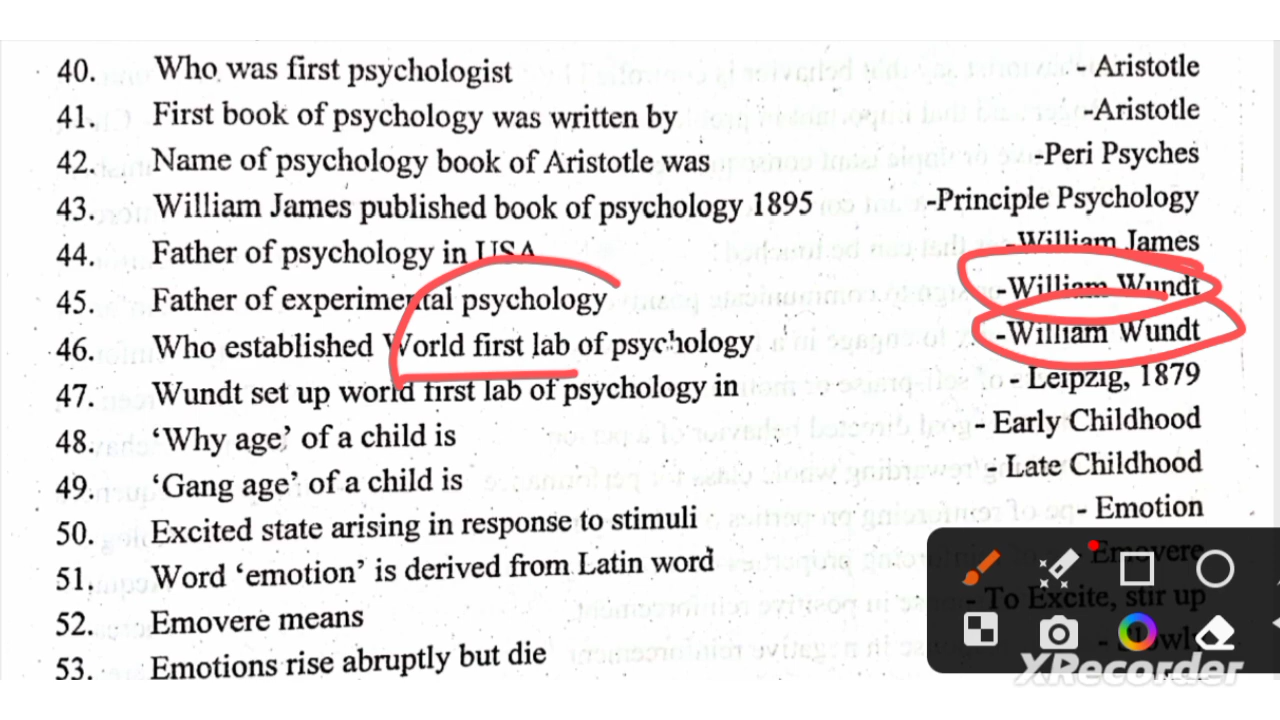 40. Who was first psychologist - Aristotle
41. First book of psychology was written by -Aristotle
42. Name of psychology book of Aristotle was -Peri Psyches
43. William James published book of psychology 1895 -Principle Psychology
44. Father of psychology in USA -William James
45. Father of experimental psychology -William Wundt
46. Who established World first lab of psychology -William Wundt
47. Wundt set up world first lab of psychology in - Leipzig, 1879
48. 'Why age' of a child is - Early Childhood
49. 'Gang age' of a child is - Late Childhood
50. Excited state arising in response to stimuli - Emotion
51. Word 'emotion' is derived from Latin word - Emovere
52. Emovere means - To Excite, stir up
53. Emotions rise abruptly but die - Slowly
XRecorder